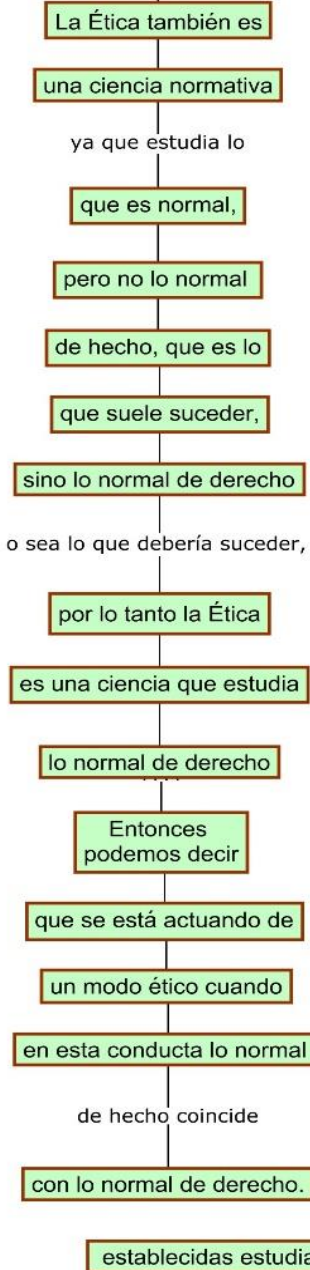 La Ética también es
una ciencia normativa
ya que estudia lo
que es normal,
pero no lo normal
de hecho, que es lo
que suele suceder,
sino lo normal de derecho
o sea lo que debería suceder,
por lo tanto la Ética
es una ciencia que estudia
lo normal de derecho
Entonces
podemos decir
que se está actuando de
un modo ético cuando
en esta conducta lo normal
de hecho coincide
con lo normal de derecho.
establecidas estudia